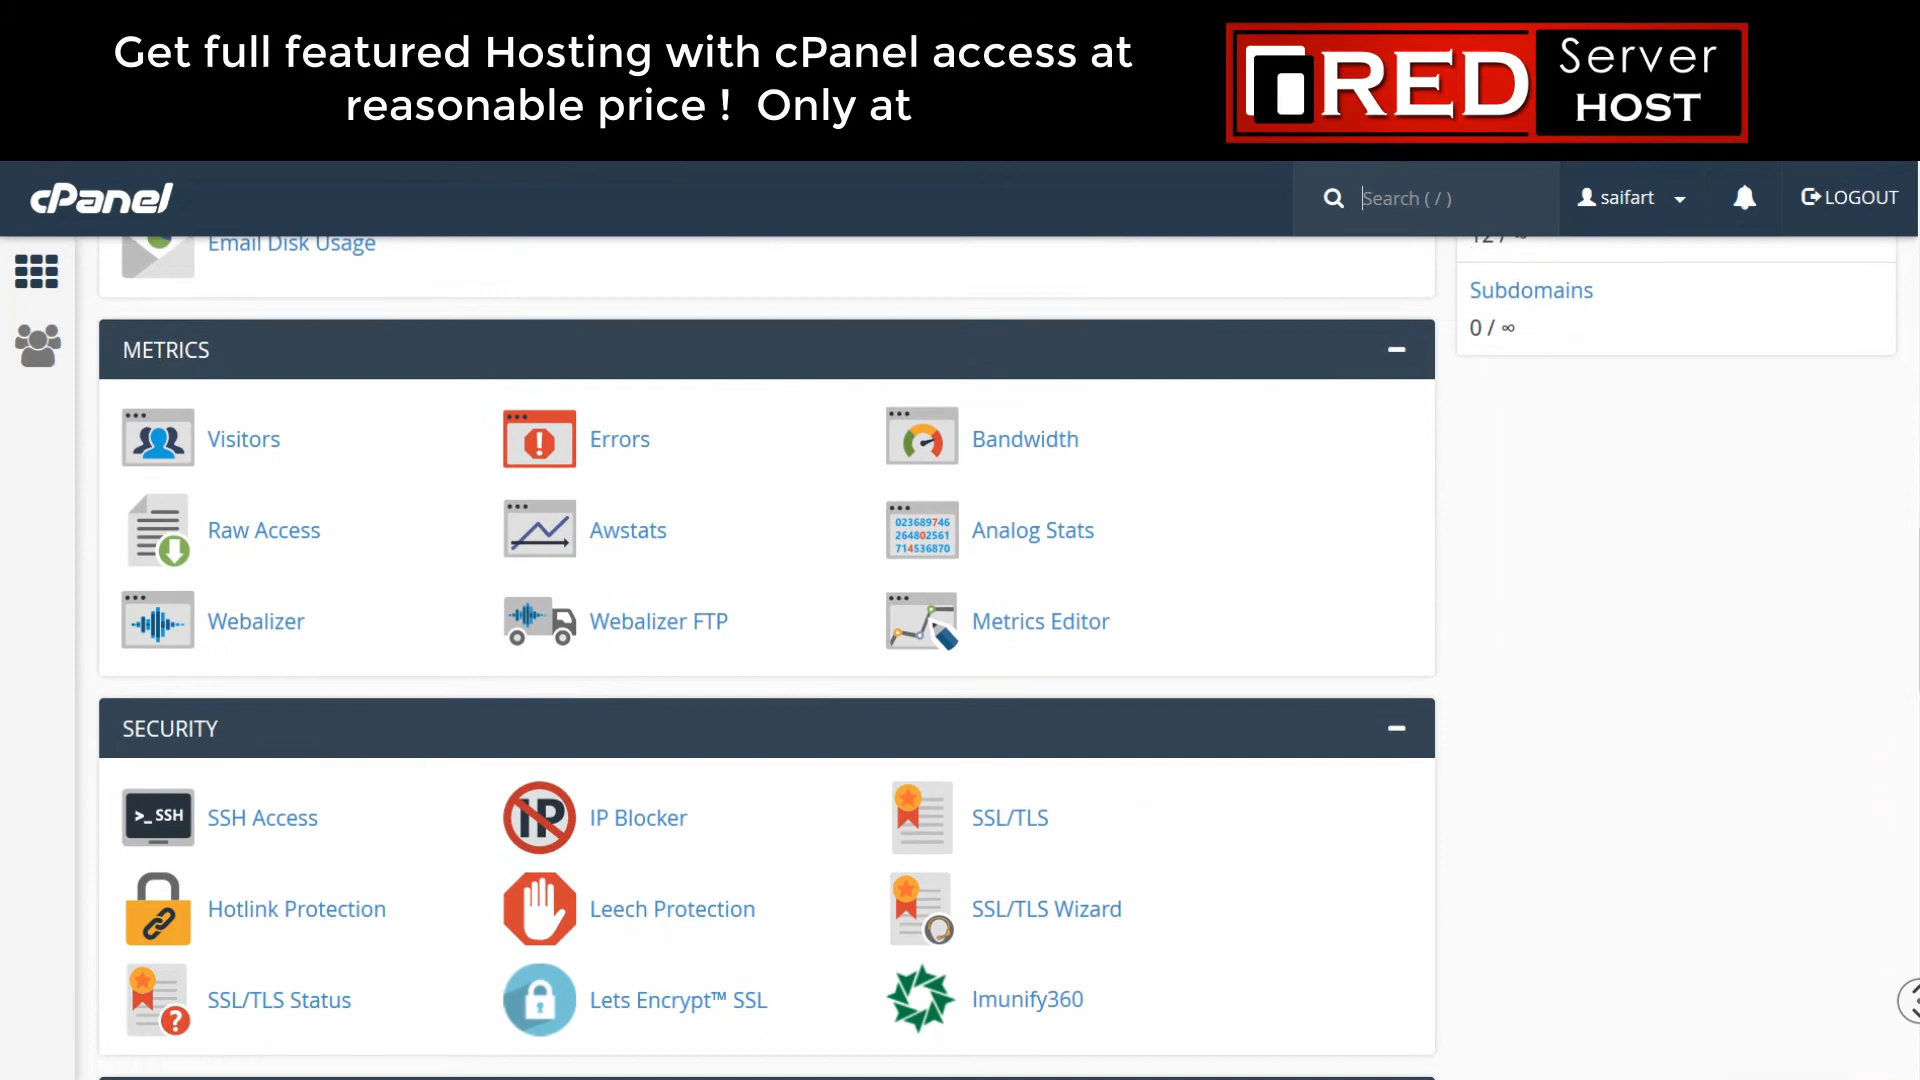 Get full featured Hosting with cPanel access at
reasonable price ! Only at
RED
Server
HOST
cPanel
Search ( / )
saifart
LOGOUT
Email Disk Usage
12 / ∞
Subdomains
0 / ∞
METRICS
Visitors
Errors
Bandwidth
Raw Access
Awstats
023689746
264802561
714536870
Analog Stats
Webalizer
Webalizer FTP
Metrics Editor
SECURITY
>_ SSH
SSH Access
IP
IP Blocker
SSL/TLS
Hotlink Protection
Leech Protection
SSL/TLS Wizard
?
SSL/TLS Status
Lets Encrypt™ SSL
Imunify360